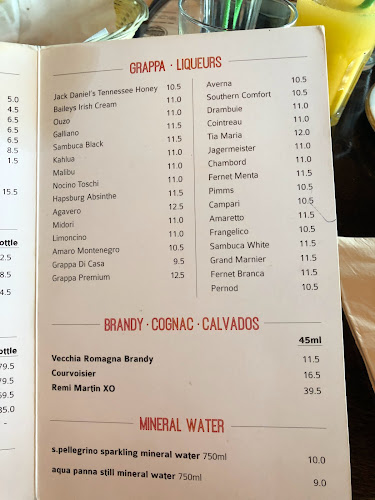 5.0
4.5
6.5
6.5
8.5
1.5
15.5
ottle
2.5
8.5
4.5
ottle
79.5
85.0
-
GRAPPA · LIQUEURS
Jack Daniel's Tennessee Honey 10.5
Baileys Irish Cream 11.0
Ouzo 11.0
Galliano 11.5
Sambuca Black 11.5
Kahlua 11.0
Malibu 11.0
Nocino Toschi 11.0
Hapsburg Absinthe 11.5
Agavero 12.5
Midori 11.0
Limoncino 11.0
Amaro Montenegro 10.5
Grappa Di Casa 9.5
Grappa Premium 12.5
Averna 10.5
Southern Comfort 10.5
Drambuie 11.0
Cointreau 11.0
Tia Maria 12.0
Jagermeister 11.0
Chambord 11.0
Fernet Menta 11.5
Pimms 10.5
Campari 10.5
Amaretto 11.5
Frangelico 10.5
Sambuca White 11.5
Grand Marnier 11.5
Fernet Branca 11.5
Pernod 10.5
BRANDY · COGNAC · CALVADOS
45ml
Vecchia Romagna Brandy 11.5
Courvoisier 16.5
Remi Martin XO 39.5
MINERAL WATER
s.pellegrino sparkling mineral water 750ml 10.0
aqua panna still mineral water 750ml 9.0